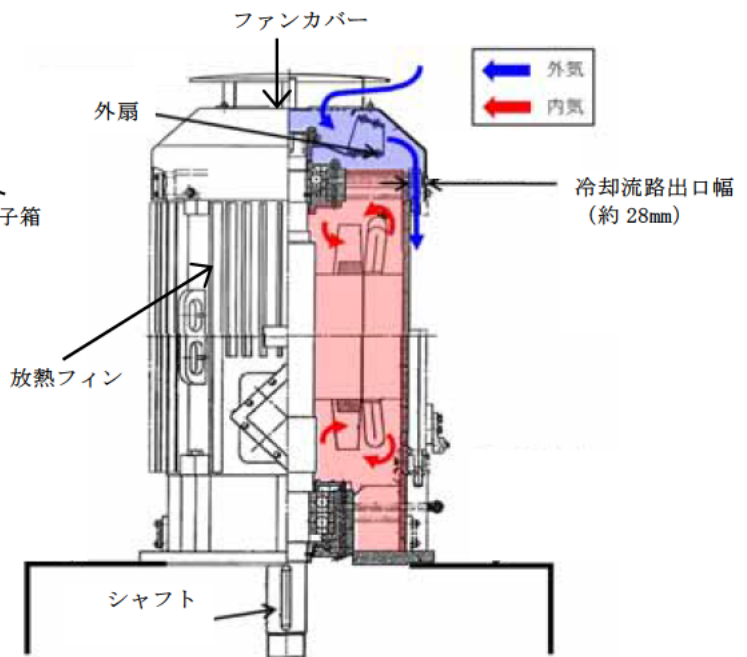 ファンカバー
外気
内気
外扇
冷却流路出口幅
(約 28mm)
子箱
放熱フィン
シャフト